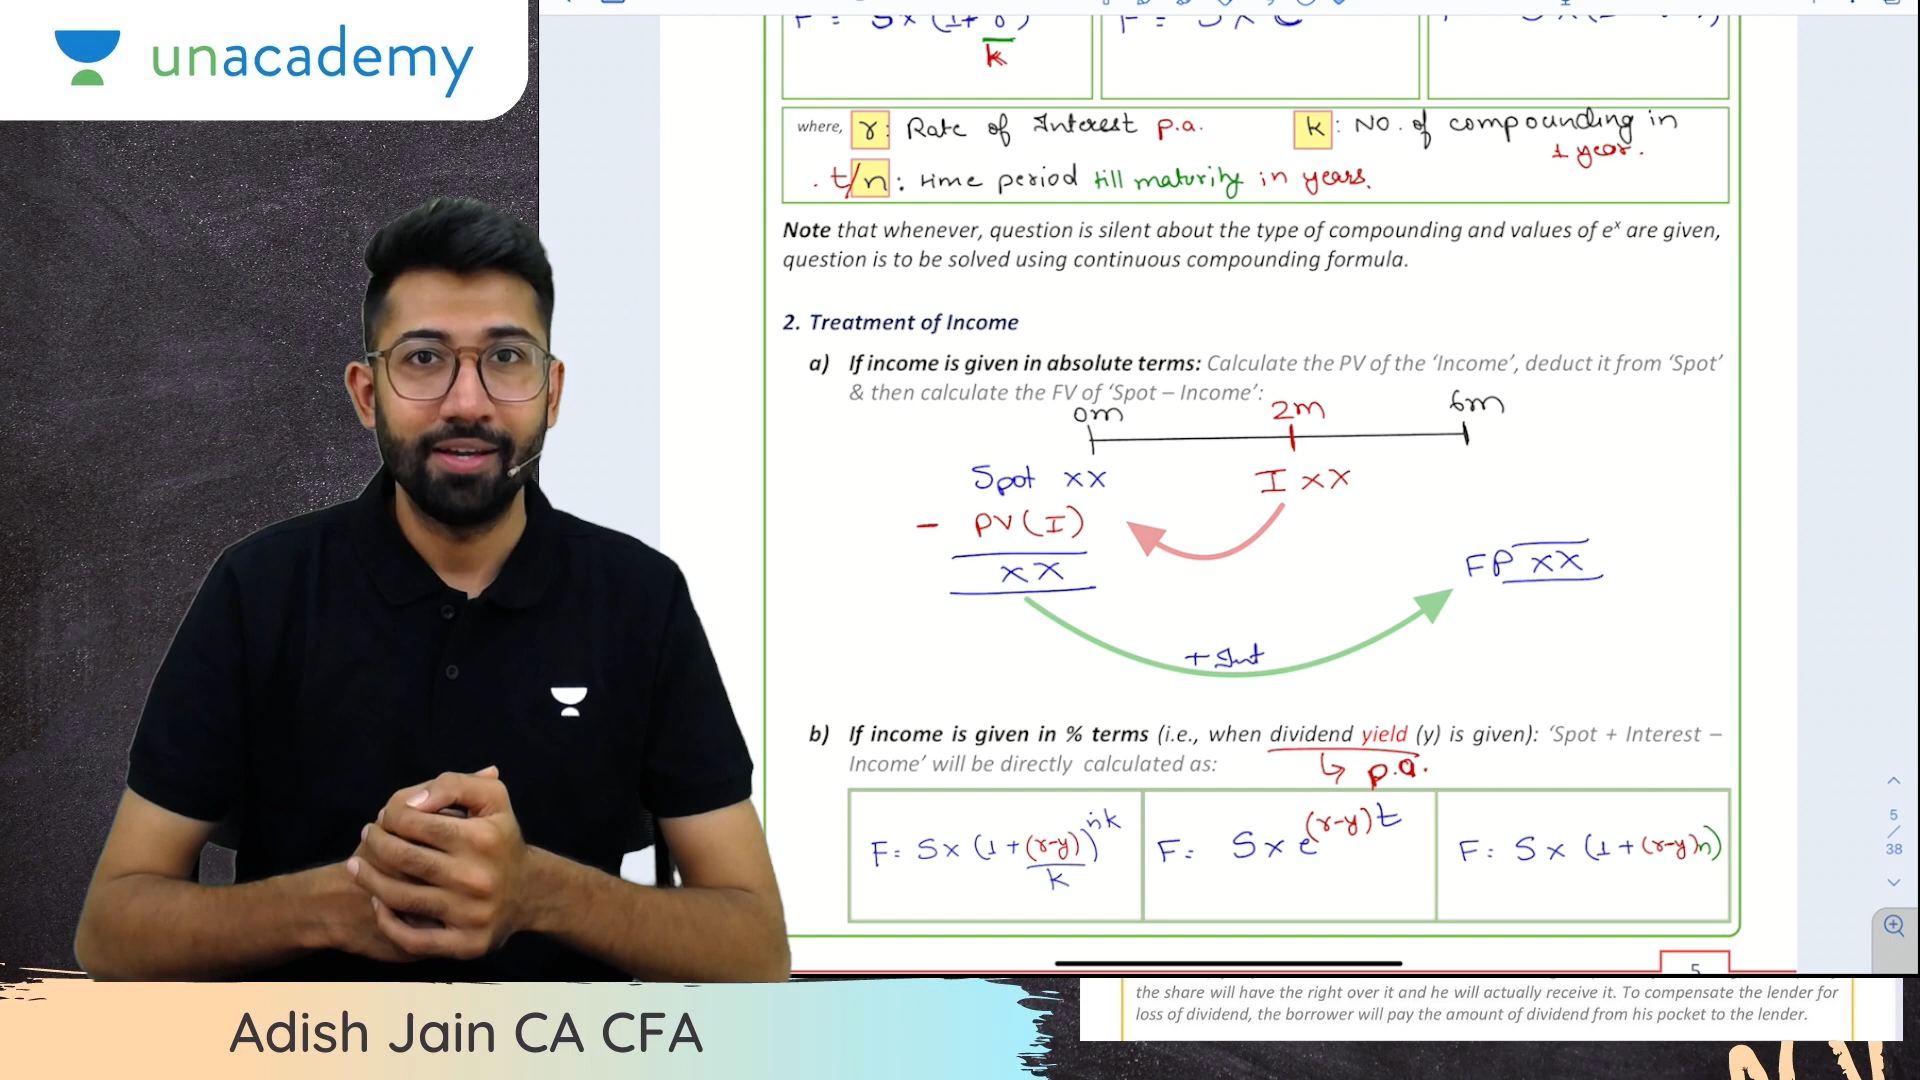 unacademy
k
where, r : Rate of Interest p.a. k : No. of compounding in
1 year.
t/n : time period till maturity in years.
Note that whenever, question is silent about the type of compounding and values of eˣ are given,
question is to be solved using continuous compounding formula.
2. Treatment of Income
a) If income is given in absolute terms: Calculate the PV of the ‘Income’, deduct it from ‘Spot’
& then calculate the FV of ‘Spot – Income’:
0m 2m 6m
Spot xx I xx
- PV(I)
xx FP xx
+ Int
b) If income is given in % terms (i.e., when dividend yield (y) is given): ‘Spot + Interest –
Income’ will be directly calculated as: ↳ p.a.
F = S x (1 + (r-y)/k)^nk F = S x e^(r-y)t F = S x (1 + (r-y)n)
5
/
38
5
the share will have the right over it and he will actually receive it. To compensate the lender for
loss of dividend, the borrower will pay the amount of dividend from his pocket to the lender.
Adish Jain CA CFA